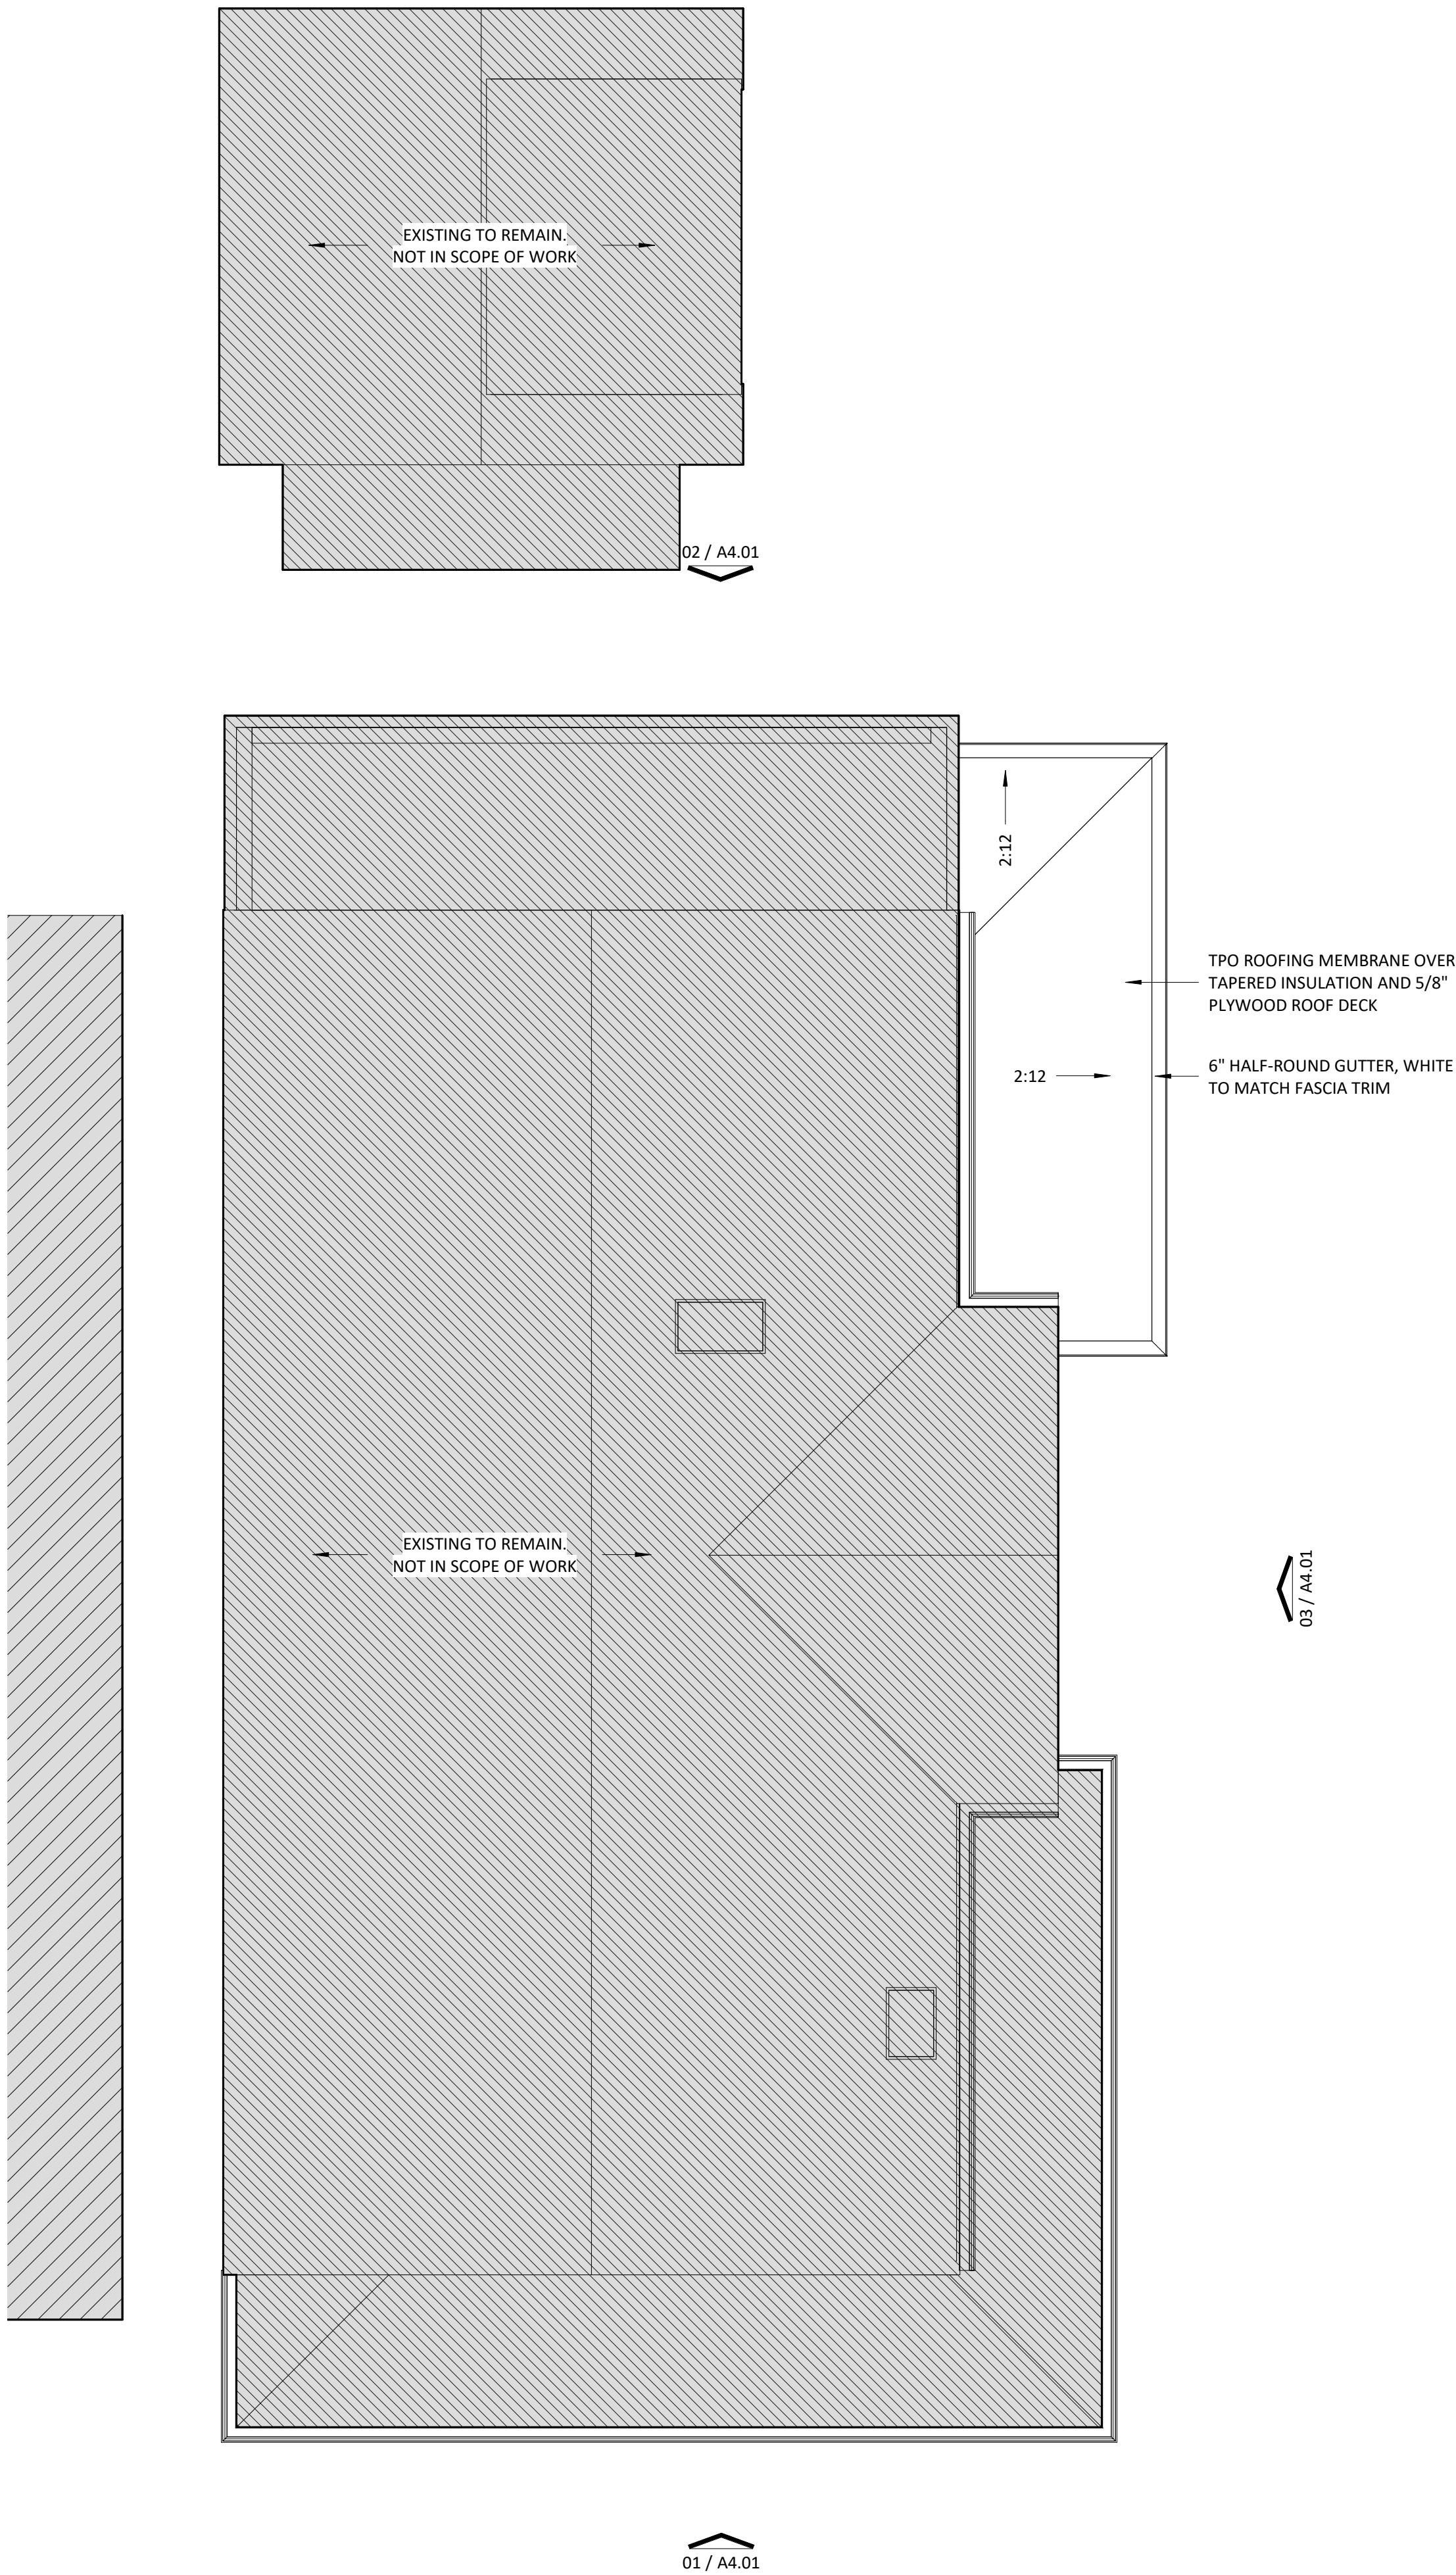 EXISTING TO REMAIN.
NOT IN SCOPE OF WORK
02 / A4.01
2:12
TPO ROOFING MEMBRANE OVER
TAPERED INSULATION AND 5/8"
PLYWOOD ROOF DECK
2:12
6" HALF-ROUND GUTTER, WHITE
TO MATCH FASCIA TRIM
EXISTING TO REMAIN.
NOT IN SCOPE OF WORK
03 / A4.01
01 / A4.01